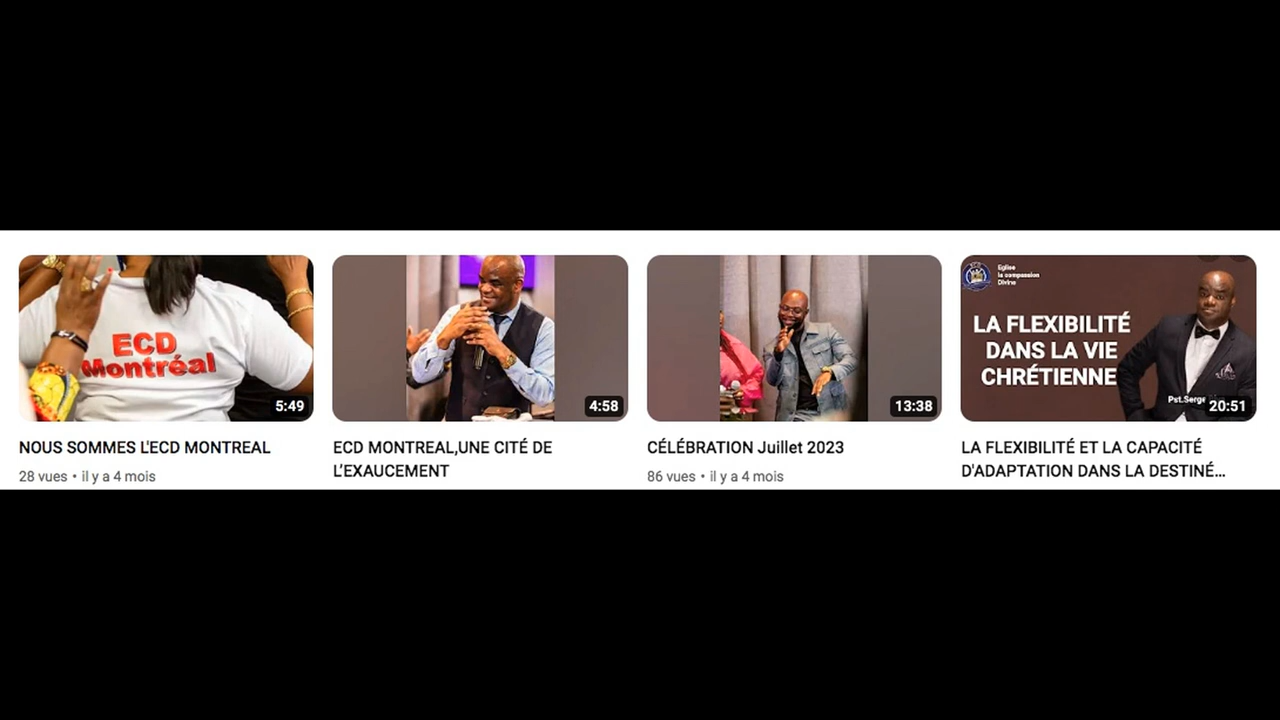 ECD
Montréal
5:49
NOUS SOMMES L'ECD MONTREAL
28 vues • il y a 4 mois
4:58
ECD MONTREAL,UNE CITÉ DE
L’EXAUCEMENT
13:38
CÉLÉBRATION Juillet 2023
86 vues • il y a 4 mois
Eglise
la compassion
Divine
LA FLEXIBILITÉ
DANS LA VIE
CHRÉTIENNE
Pst.Serge
20:51
LA FLEXIBILITÉ ET LA CAPACITÉ
D'ADAPTATION DANS LA DESTINÉ...